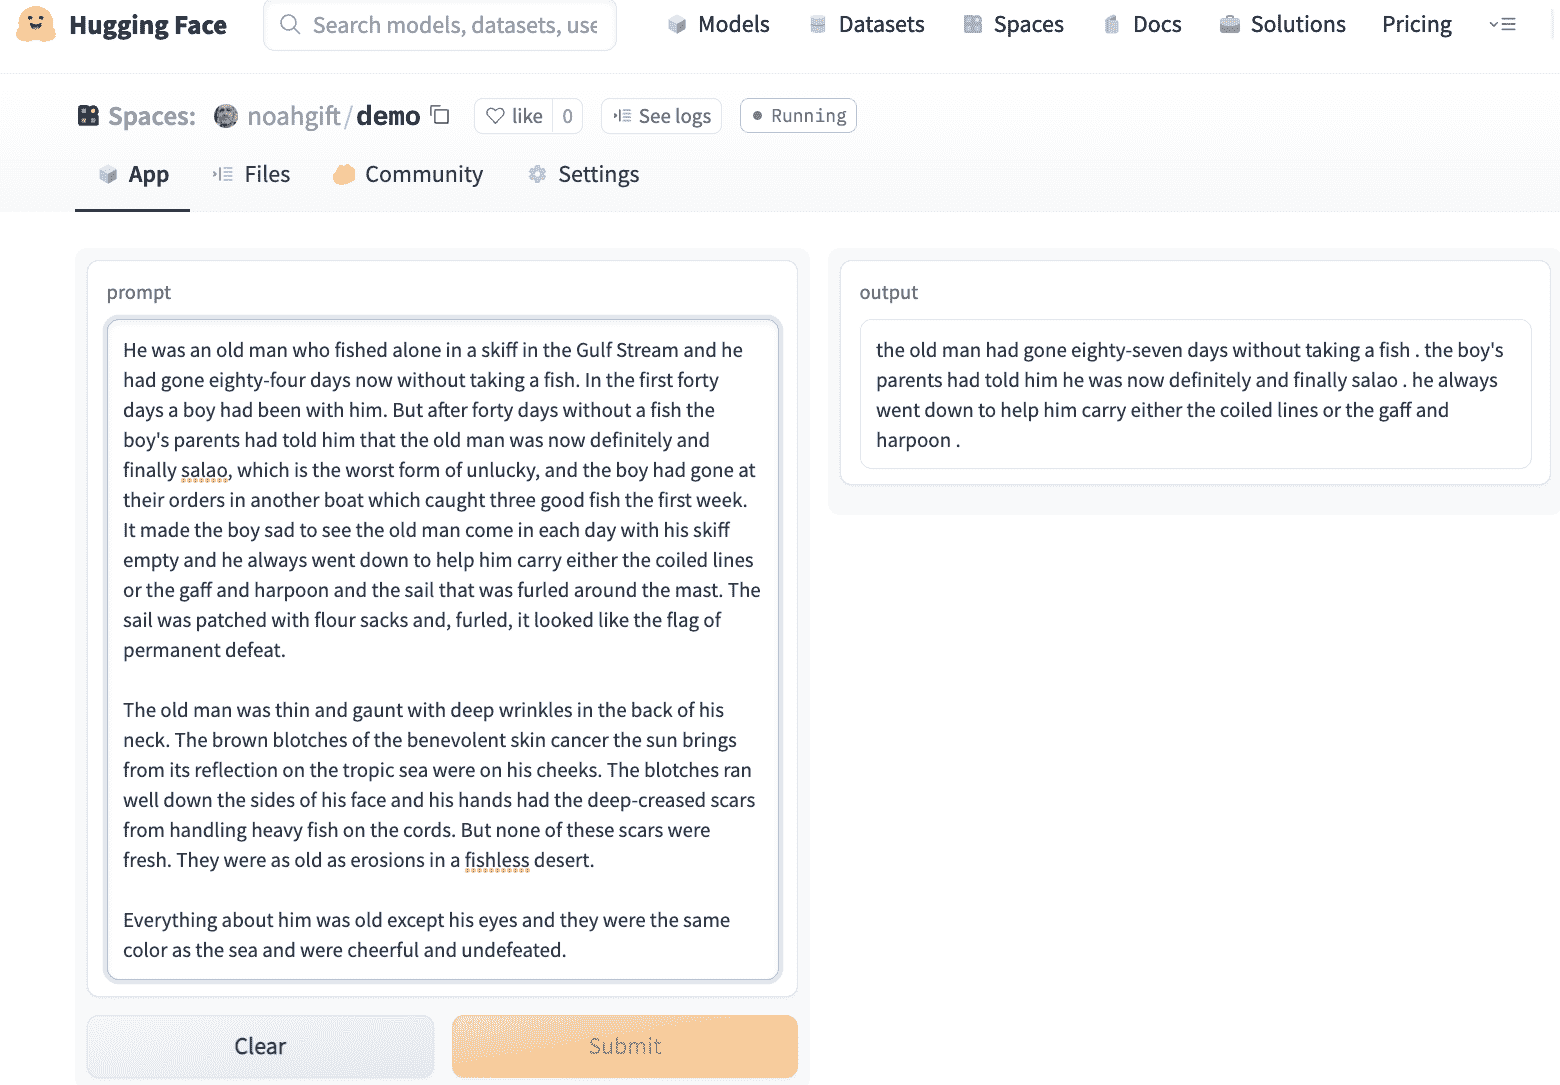 Hugging Face
Search models, datasets, use
Models
Datasets
Spaces
Docs
Solutions
Pricing
Spaces:
noahgift/demo
like
0
See logs
Running
App
Files
Community
Settings
prompt
He was an old man who fished alone in a skiff in the Gulf Stream and he
had gone eighty-four days now without taking a fish. In the first forty
days a boy had been with him. But after forty days without a fish the
boy's parents had told him that the old man was now definitely and
finally salao, which is the worst form of unlucky, and the boy had gone at
their orders in another boat which caught three good fish the first week.
It made the boy sad to see the old man come in each day with his skiff
empty and he always went down to help him carry either the coiled lines
or the gaff and harpoon and the sail that was furled around the mast. The
sail was patched with flour sacks and, furled, it looked like the flag of
permanent defeat.
The old man was thin and gaunt with deep wrinkles in the back of his
neck. The brown blotches of the benevolent skin cancer the sun brings
from its reflection on the tropic sea were on his cheeks. The blotches ran
well down the sides of his face and his hands had the deep-creased scars
from handling heavy fish on the cords. But none of these scars were
fresh. They were as old as erosions in a fishless desert.
Everything about him was old except his eyes and they were the same
color as the sea and were cheerful and undefeated.
Clear
Submit
output
the old man had gone eighty-seven days without taking a fish . the boy's
parents had told him he was now definitely and finally salao . he always
went down to help him carry either the coiled lines or the gaff and
harpoon .